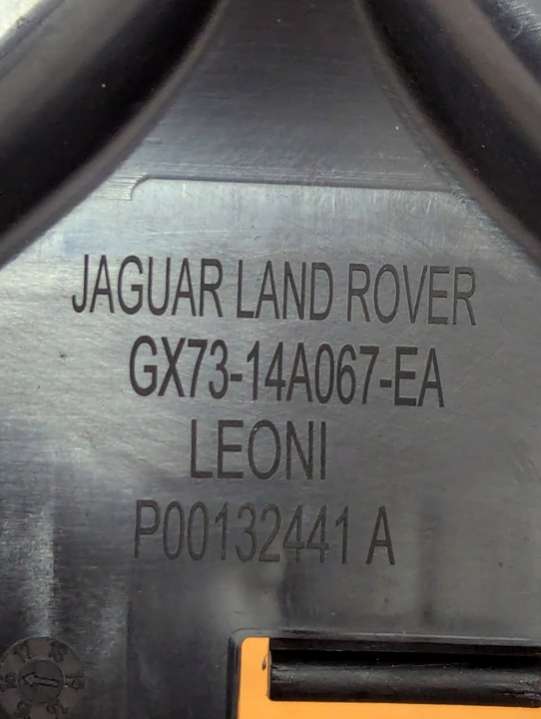 JAGUAR LAND ROVER
GX73-14A067-EA
LEONI
P00132441 A